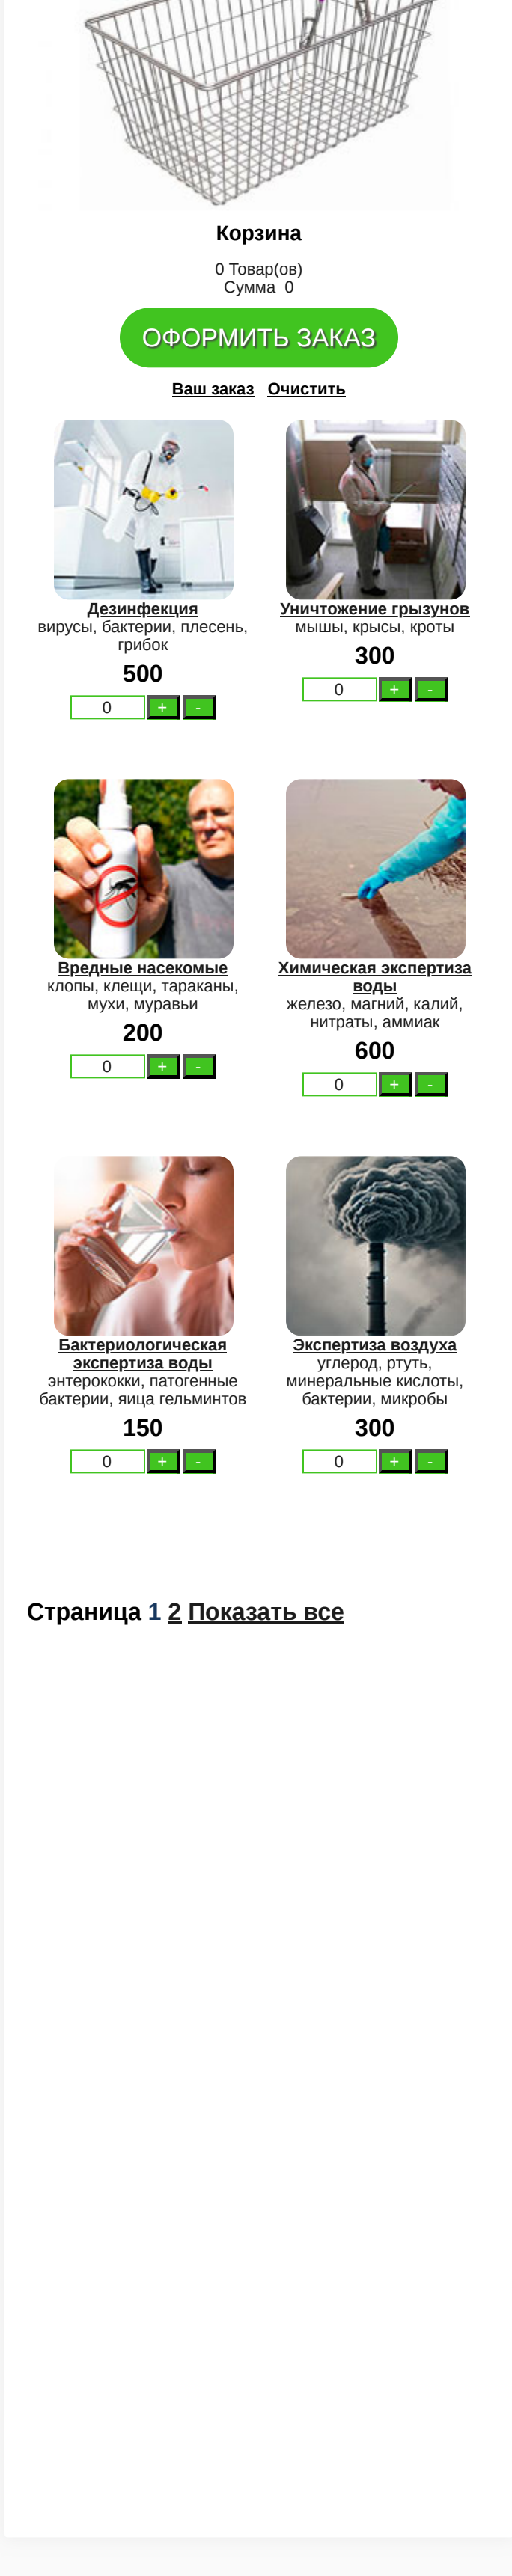 Корзина
0 Товар(ов)
Сумма 0
ОФОРМИТЬ ЗАКАЗ
Ваш заказ Очистить
Дезинфекция
вирусы, бактерии, плесень,
грибок
500
0 + -
Уничтожение грызунов
мышы, крысы, кроты
300
0 + -
Вредные насекомые
клопы, клещи, тараканы,
мухи, муравьи
200
0 + -
Химическая экспертиза
воды
железо, магний, калий,
нитраты, аммиак
600
0 + -
Бактериологическая
экспертиза воды
энтерококки, патогенные
бактерии, яица гельминтов
150
0 + -
Экспертиза воздуха
углерод, ртуть,
минеральные кислоты,
бактерии, микробы
300
0 + -
Страница 1 2 Показать все